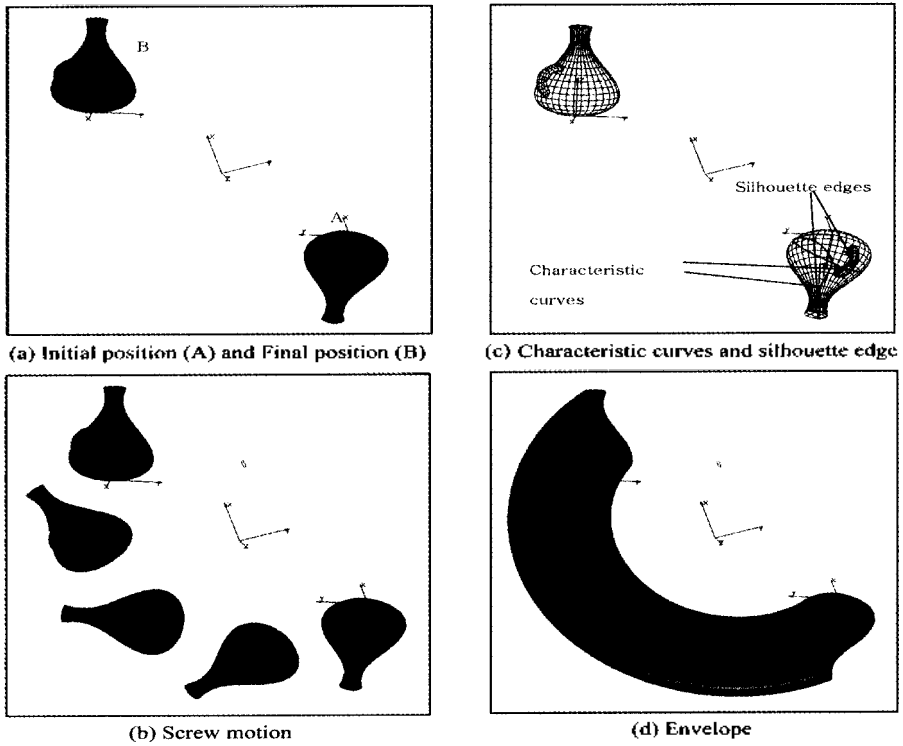 B
A
(a) Initial position (A) and Final position (B)
Silhouette edges
Characteristic
curves
(c) Characteristic curves and silhouette edge
(b) Screw motion
(d) Envelope